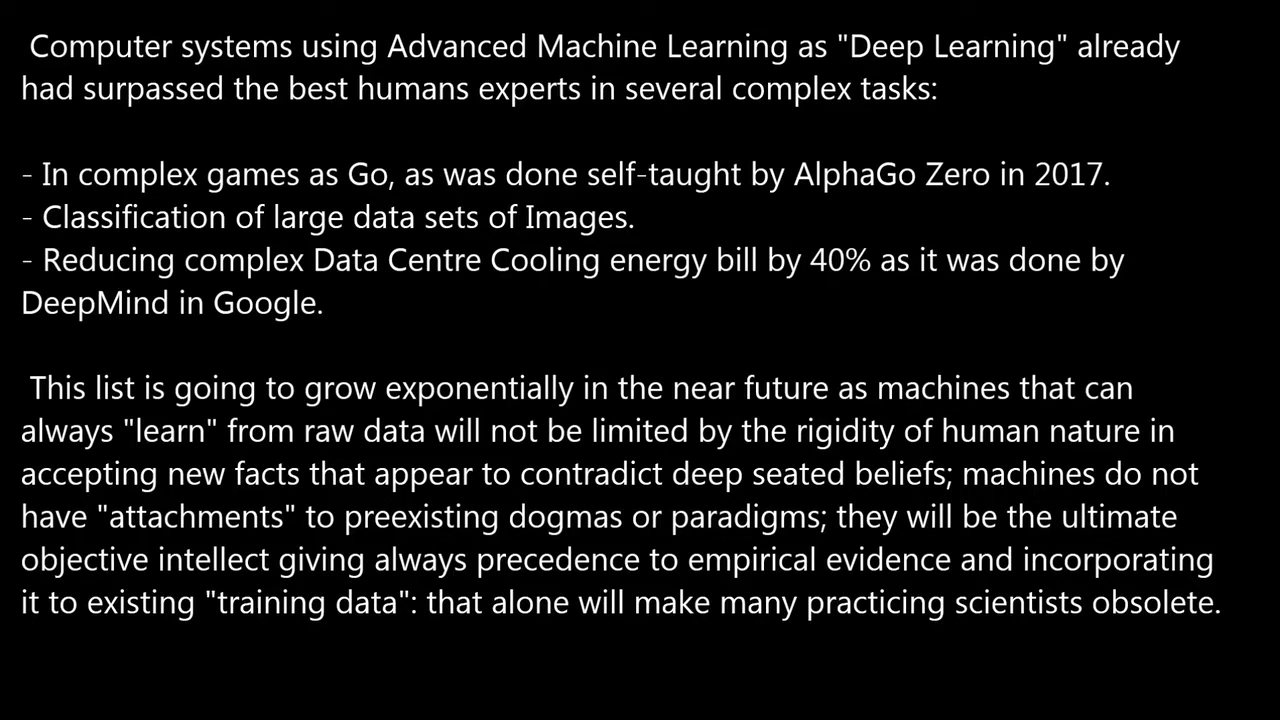 Computer systems using Advanced Machine Learning as "Deep Learning" already
had surpassed the best humans experts in several complex tasks:
- In complex games as Go, as was done self-taught by AlphaGo Zero in 2017.
- Classification of large data sets of Images.
- Reducing complex Data Centre Cooling energy bill by 40% as it was done by
DeepMind in Google.
This list is going to grow exponentially in the near future as machines that can
always "learn" from raw data will not be limited by the rigidity of human nature in
accepting new facts that appear to contradict deep seated beliefs; machines do not
have "attachments" to preexisting dogmas or paradigms; they will be the ultimate
objective intellect giving always precedence to empirical evidence and incorporating
it to existing "training data": that alone will make many practicing scientists obsolete.